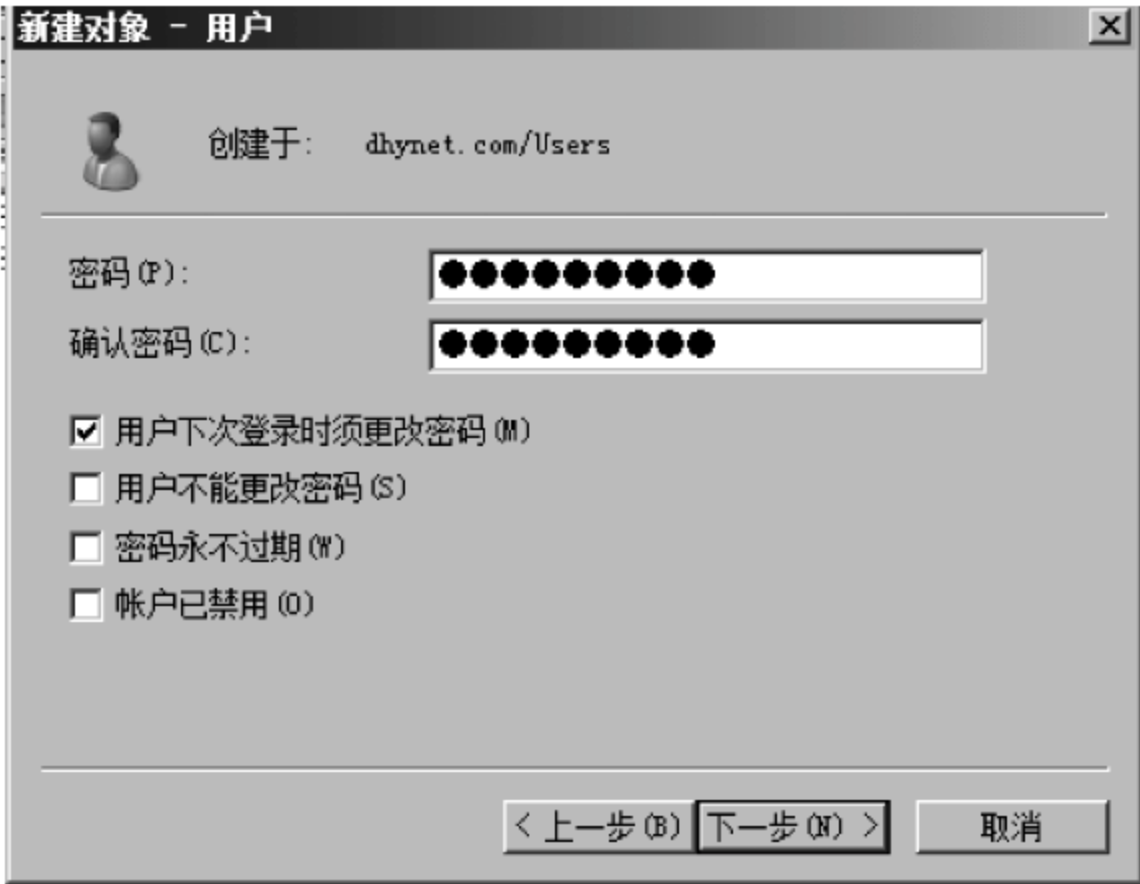 新建对象 - 用户
创建于: dhynet.com/Users
密码(P): ●●●●●●●●●
确认密码(C): ●●●●●●●●●
用户下次登录时须更改密码(M)
用户不能更改密码(S)
密码永不过期(W)
帐户已禁用(O)
< 上一步(B) 下一步(N) > 取消